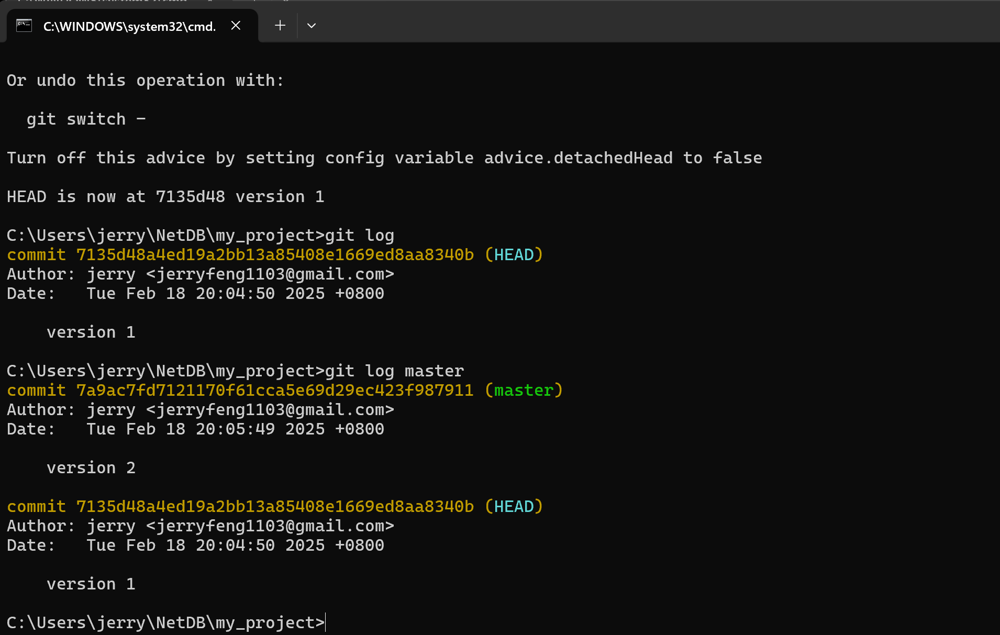 C:\WINDOWS\system32\cmd.
Or undo this operation with:
git switch -
Turn off this advice by setting config variable advice.detachedHead to false
HEAD is now at 7135d48 version 1
C:\Users\jerry\NetDB\my_project>git log
commit 7135d48a4ed19a2bb13a85408e1669ed8aa8340b (HEAD)
Author: jerry <jerryfeng1103@gmail.com>
Date:   Tue Feb 18 20:04:50 2025 +0800
version 1
C:\Users\jerry\NetDB\my_project>git log master
commit 7a9ac7fd7121170f61cca5e69d29ec423f987911 (master)
Author: jerry <jerryfeng1103@gmail.com>
Date:   Tue Feb 18 20:05:49 2025 +0800
version 2
commit 7135d48a4ed19a2bb13a85408e1669ed8aa8340b (HEAD)
Author: jerry <jerryfeng1103@gmail.com>
Date:   Tue Feb 18 20:04:50 2025 +0800
version 1
C:\Users\jerry\NetDB\my_project>